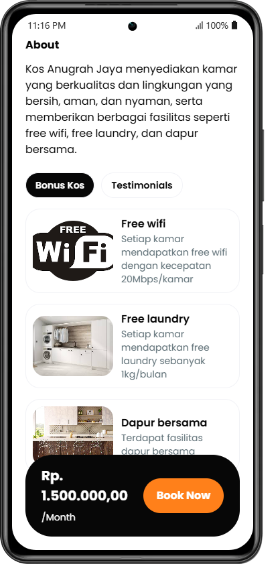 11:16 PM 100%
About
Kos Anugrah Jaya menyediakan kamar
yang berkualitas dan lingkungan yang
bersih, aman, dan nyaman, serta
memberikan berbagai fasilitas seperti
free wifi, free laundry, dan dapur
bersama.
Bonus Kos Testimonials
FREE
Wi Fi
Free wifi
Setiap kamar
mendapatkan free wifi
dengan kecepatan
20Mbps/kamar
Free laundry
Setiap kamar
mendapatkan free
laundry sebanyak
1kg/bulan
Dapur bersama
Terdapat fasilitas
dapur bersama
Rp.
1.500.000,00
/Month
Book Now